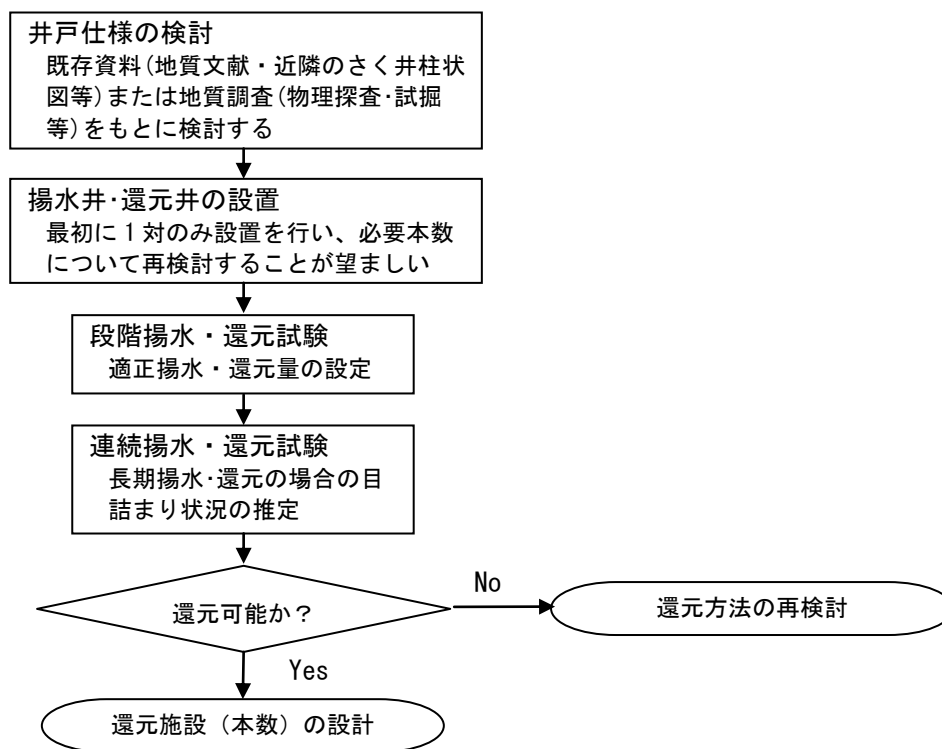 井戸仕様の検討
既存資料(地質文献・近隣のさく井柱状
図等)または地質調査(物理探査･試掘
等)をもとに検討する
揚水井･還元井の設置
最初に１対のみ設置を行い、必要本数
について再検討することが望ましい
段階揚水・還元試験
適正揚水・還元量の設定
連続揚水・還元試験
長期揚水･還元の場合の目
詰まり状況の推定
還元可能か？
No
還元方法の再検討
Yes
還元施設（本数）の設計